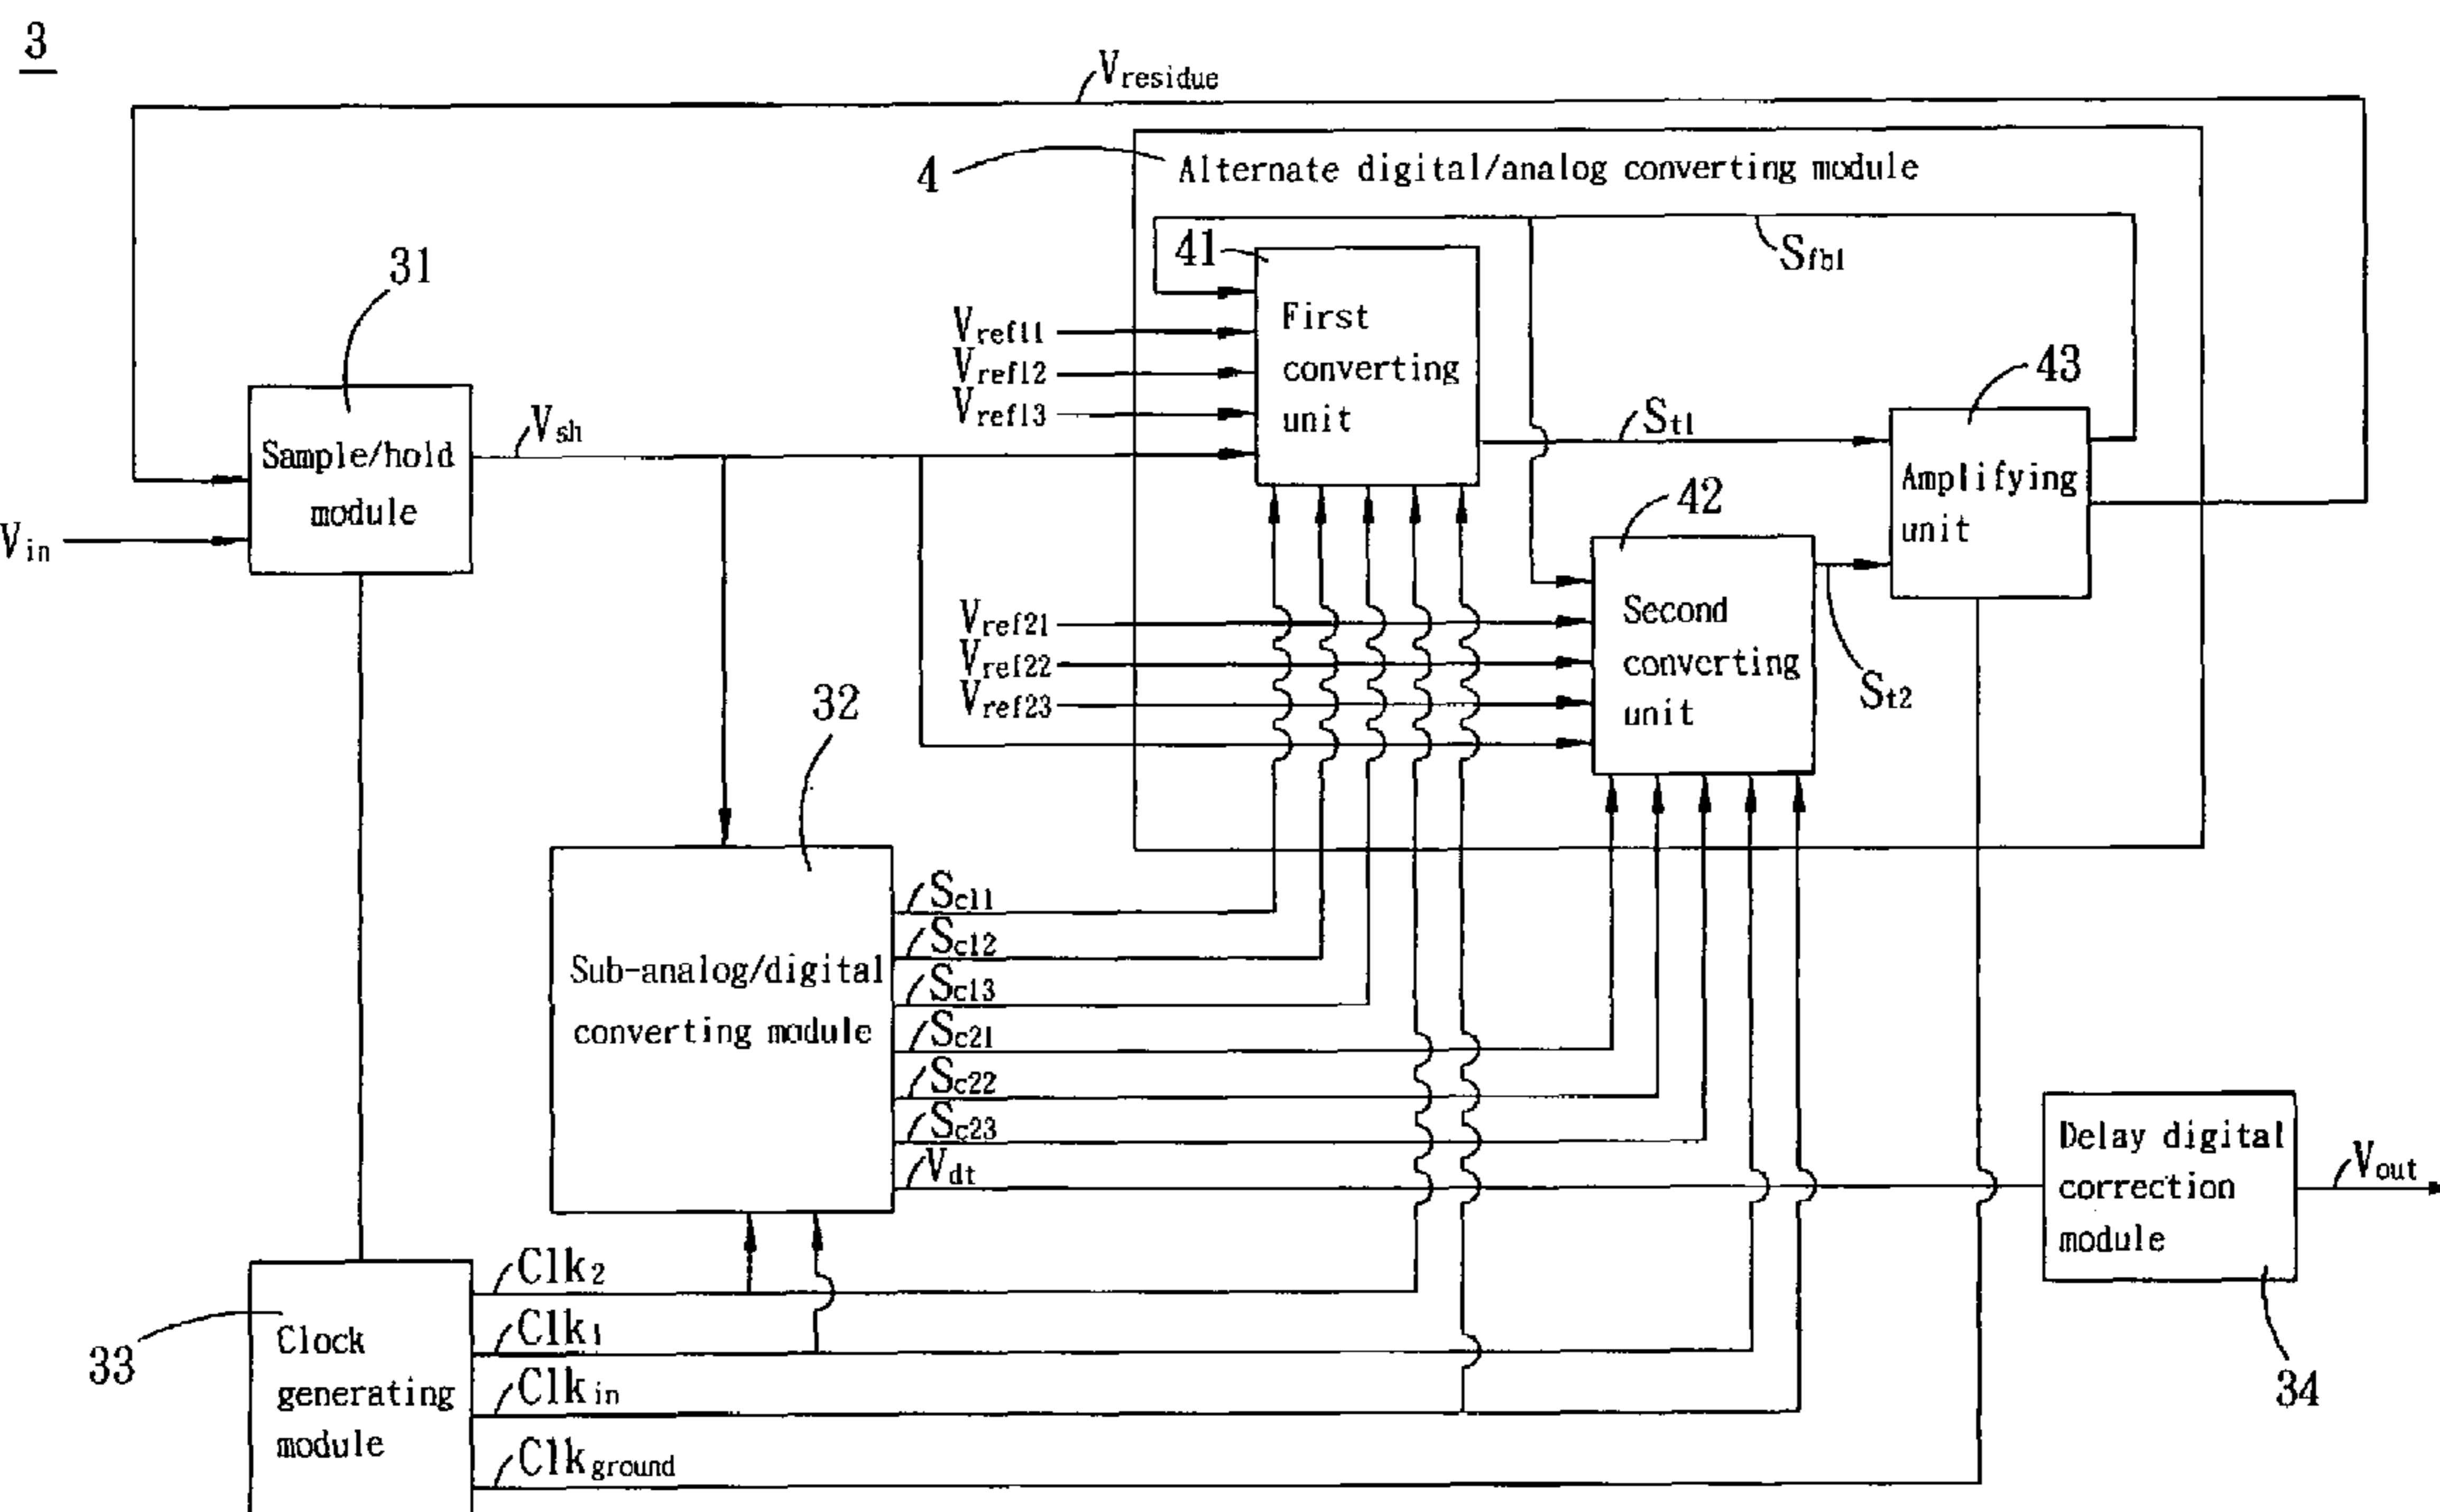 3
Vresidue
4
Alternate digital/analog converting module
41
Sfb1
31
First
converting
unit
Vref11
Vref12
Vref13
43
Vsh
St1
Sample/hold
module
Amplifying
unit
42
Vin
Second
converting
unit
Vref21
Vref22
Vref23
St2
32
Sc11
Sc12
Sc13
Sc21
Sc22
Sc23
Vdt
Sub-analog/digital
converting module
Delay digital
correction
module
Vout
34
Clk2
Clk1
Clkin
Clkground
33
Clock
generating
module